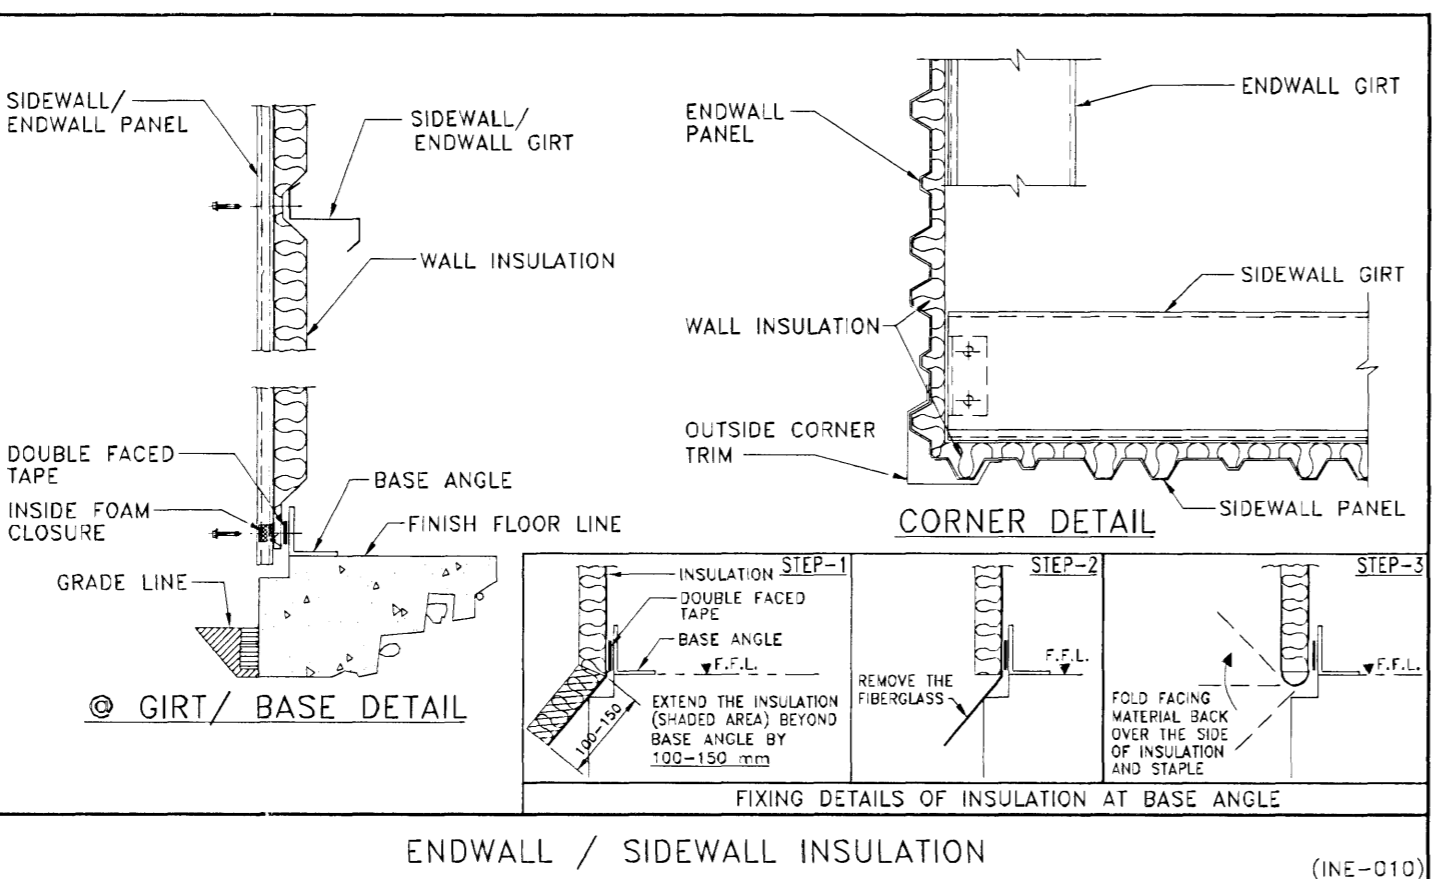 SIDEWALL/
ENDWALL PANEL
SIDEWALL/
ENDWALL GIRT
WALL INSULATION
DOUBLE FACED
TAPE
INSIDE FOAM
CLOSURE
BASE ANGLE
FINISH FLOOR LINE
GRADE LINE
@ GIRT/ BASE DETAIL
ENDWALL
PANEL
ENDWALL GIRT
SIDEWALL GIRT
WALL INSULATION
OUTSIDE CORNER
TRIM
SIDEWALL PANEL
CORNER DETAIL
STEP-1
INSULATION
DOUBLE FACED
TAPE
BASE ANGLE
F.F.L.
100-150
EXTEND THE INSULATION
(SHADED AREA) BEYOND
BASE ANGLE BY
100-150 mm
STEP-2
F.F.L.
REMOVE THE
FIBERGLASS
STEP-3
F.F.L.
FOLD FACING
MATERIAL BACK
OVER THE SIDE
OF INSULATION
AND STAPLE
FIXING DETAILS OF INSULATION AT BASE ANGLE
ENDWALL / SIDEWALL INSULATION
(INE-010)